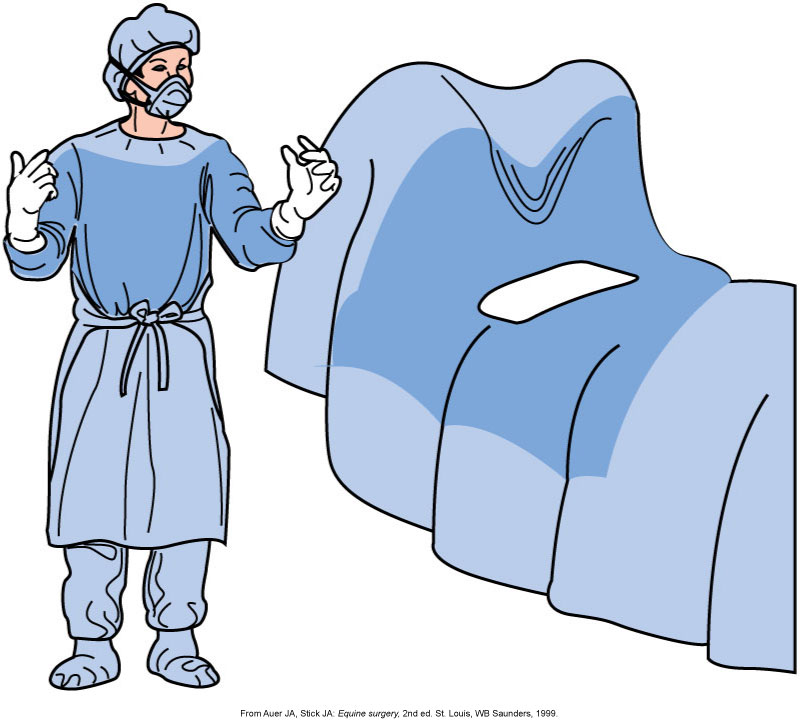 From Auer JA, Stick JA: Equine surgery, 2nd ed. St. Louis, WB Saunders, 1999.